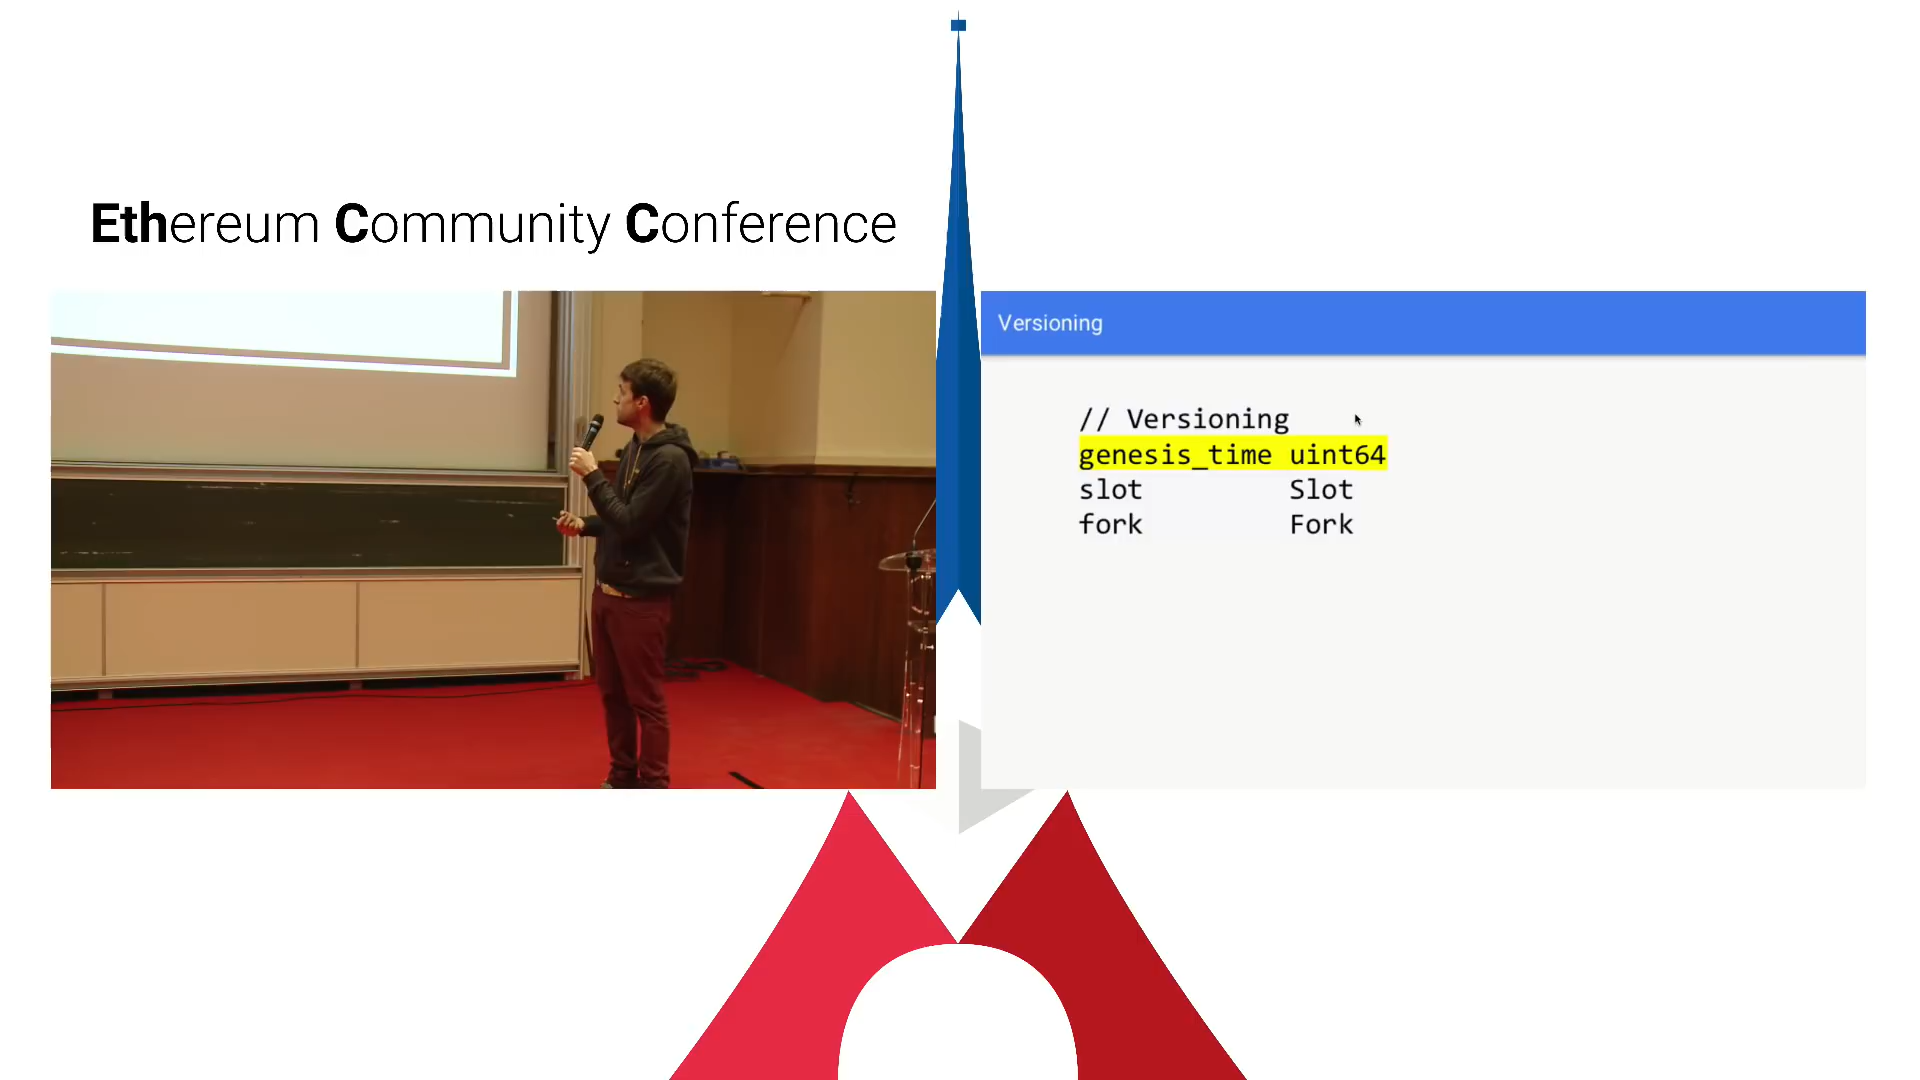 Ethereum Community Conference
Versioning
// Versioning
genesis_time uint64
slot Slot
fork Fork